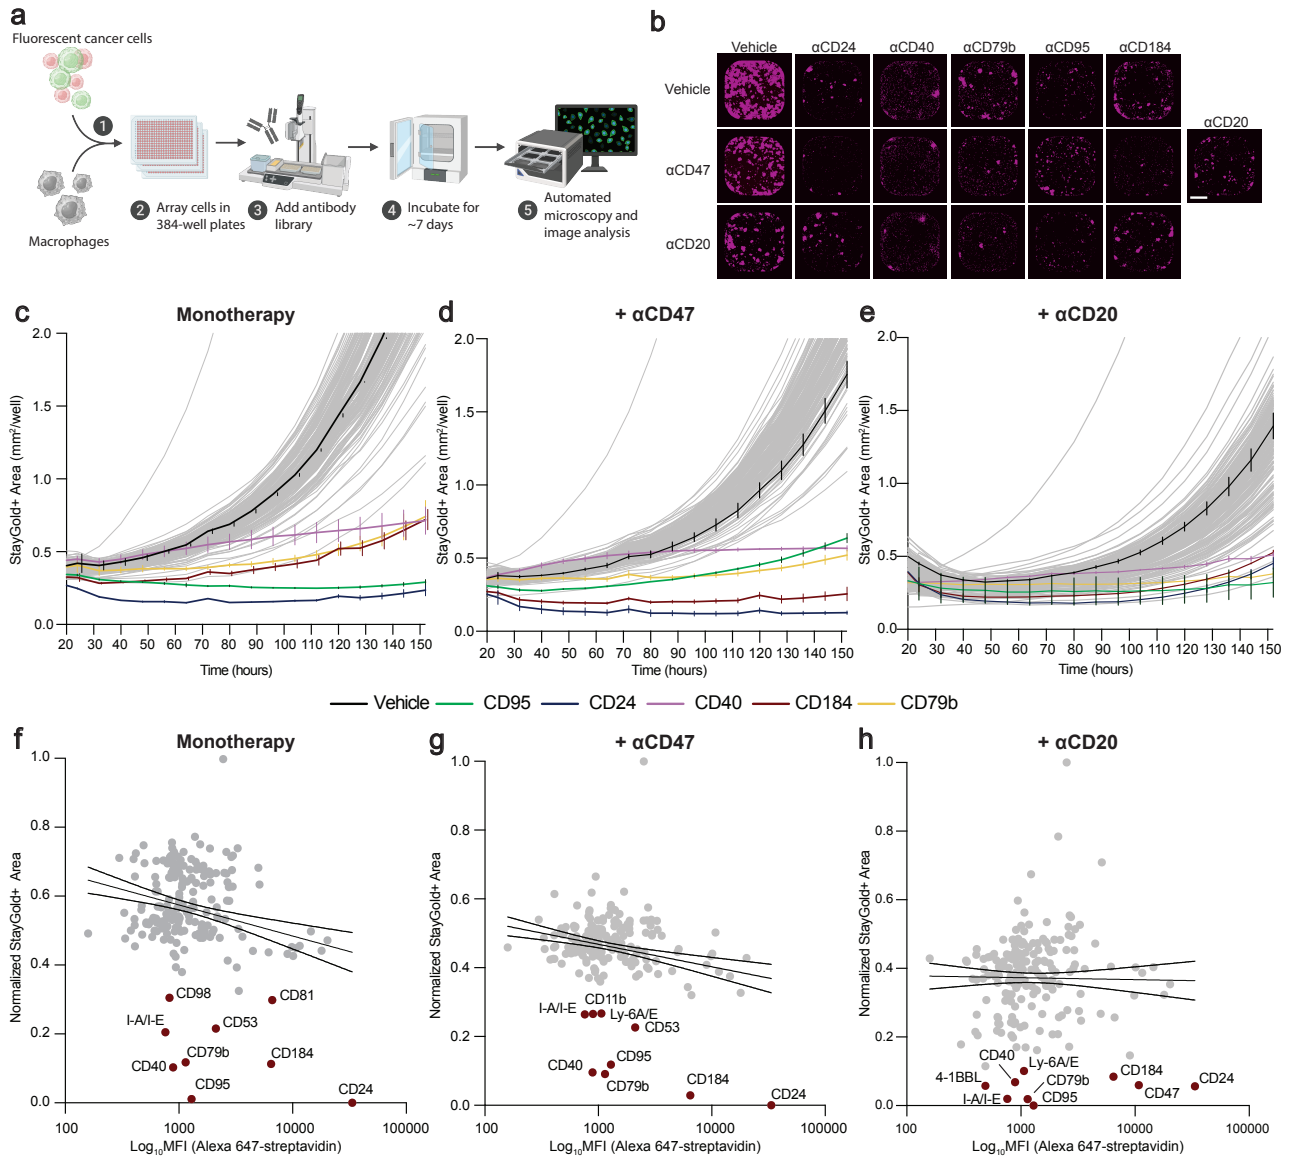 a
Fluorescent cancer cells
1
Macrophages
2 Array cells in
384-well plates
3 Add antibody
library
4 Incubate for
~7 days
5 Automated
microscopy and
image analysis
b
Vehicle αCD24 αCD40 αCD79b αCD95 αCD184
Vehicle
αCD47
αCD20
αCD20
c Monotherapy
StayGold+ Area (mm²/well)
2.0
1.5
1.0
0.5
0.0
20 30 40 50 60 70 80 90 100 110 120 130 140 150
Time (hours)
d + αCD47
StayGold+ Area (mm²/well)
2.0
1.5
1.0
0.5
0.0
20 30 40 50 60 70 80 90 100 110 120 130 140 150
Time (hours)
e + αCD20
StayGold+ Area (mm²/well)
2.0
1.5
1.0
0.5
0.0
20 30 40 50 60 70 80 90 100 110 120 130 140 150
Time (hours)
Vehicle CD95 CD24 CD40 CD184 CD79b
f Monotherapy
Normalized StayGold+ Area
1.0
0.8
0.6
0.4
0.2
0.0
CD98
CD81
I-A/I-E
CD53
CD79b
CD40
CD184
CD95
CD24
100 1000 10000 100000
Log₁₀MFI (Alexa 647-streptavidin)
g + αCD47
Normalized StayGold+ Area
1.0
0.8
0.6
0.4
0.2
0.0
CD11b
I-A/I-E
Ly-6A/E
CD53
CD95
CD40
CD79b
CD184
CD24
100 1000 10000 100000
Log₁₀MFI (Alexa 647-streptavidin)
h + αCD20
Normalized StayGold+ Area
1.0
0.8
0.6
0.4
0.2
0.0
CD40
Ly-6A/E
4-1BBL
CD79b
CD184
CD24
I-A/I-E
CD95
CD47
100 1000 10000 100000
Log₁₀MFI (Alexa 647-streptavidin)